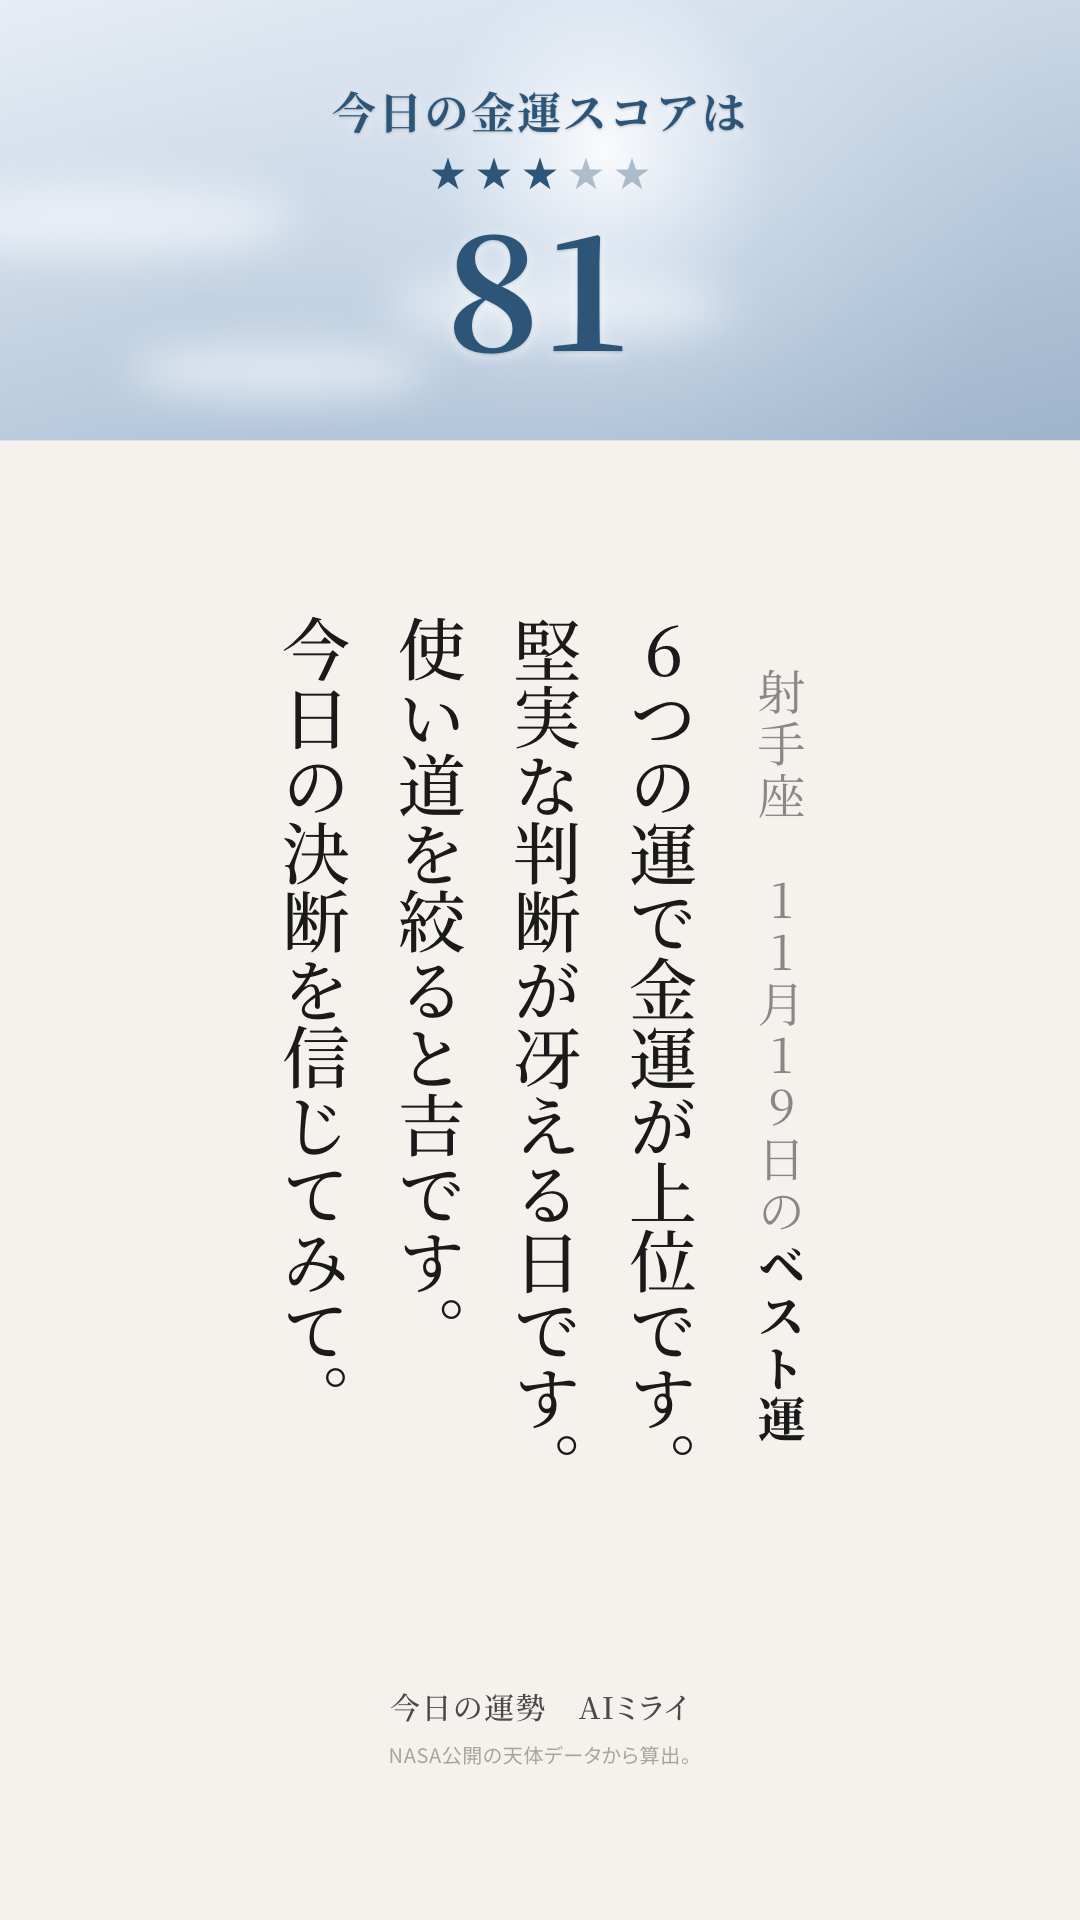 今日の金運スコアは
★★★★★
81
射手座　11月19日のベスト運
6つの運で金運が上位です。
堅実な判断が冴える日です。
使い道を絞ると吉です。
今日の決断を信じてみて。
今日の運勢　AIミライ
NASA公開の天体データから算出。